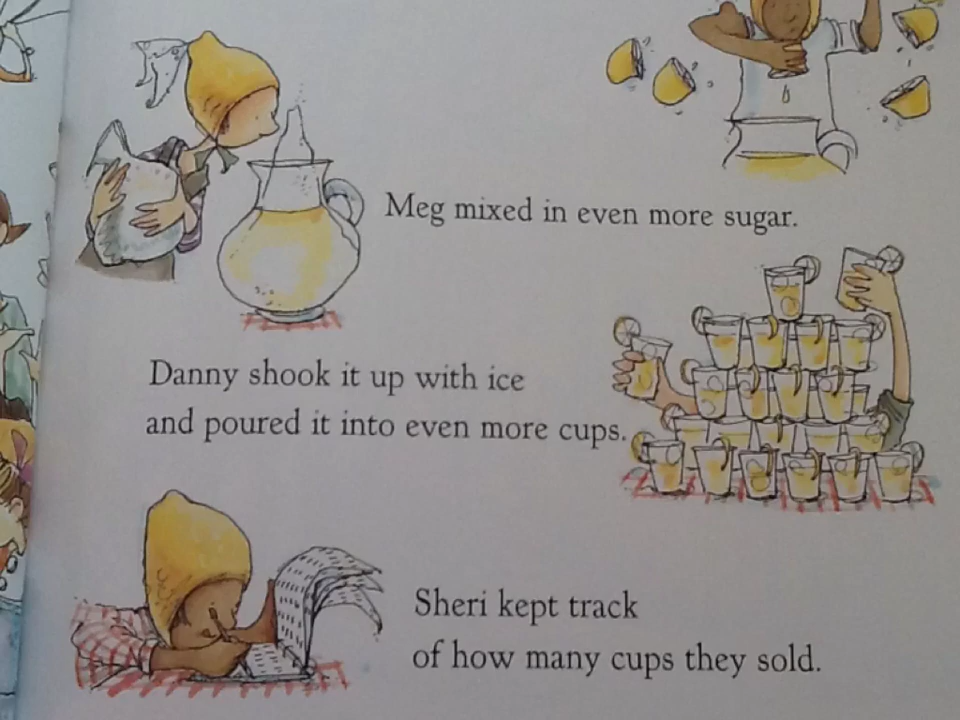 Meg mixed in even more sugar.
Danny shook it up with ice
and poured it into even more cups.
Sheri kept track
of how many cups they sold.